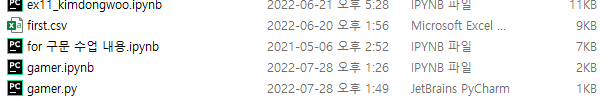 ex11_kimdongwoo.ipynb 2022-06-21 오후 5:28 IPYNB 파일 11KB
first.csv 2022-06-20 오후 1:56 Microsoft Excel ... 9KB
for 구문 수업 내용.ipynb 2021-05-06 오후 2:52 IPYNB 파일 7KB
gamer.ipynb 2022-07-28 오후 1:26 IPYNB 파일 2KB
gamer.py 2022-07-28 오후 1:49 JetBrains PyCharm 1KB